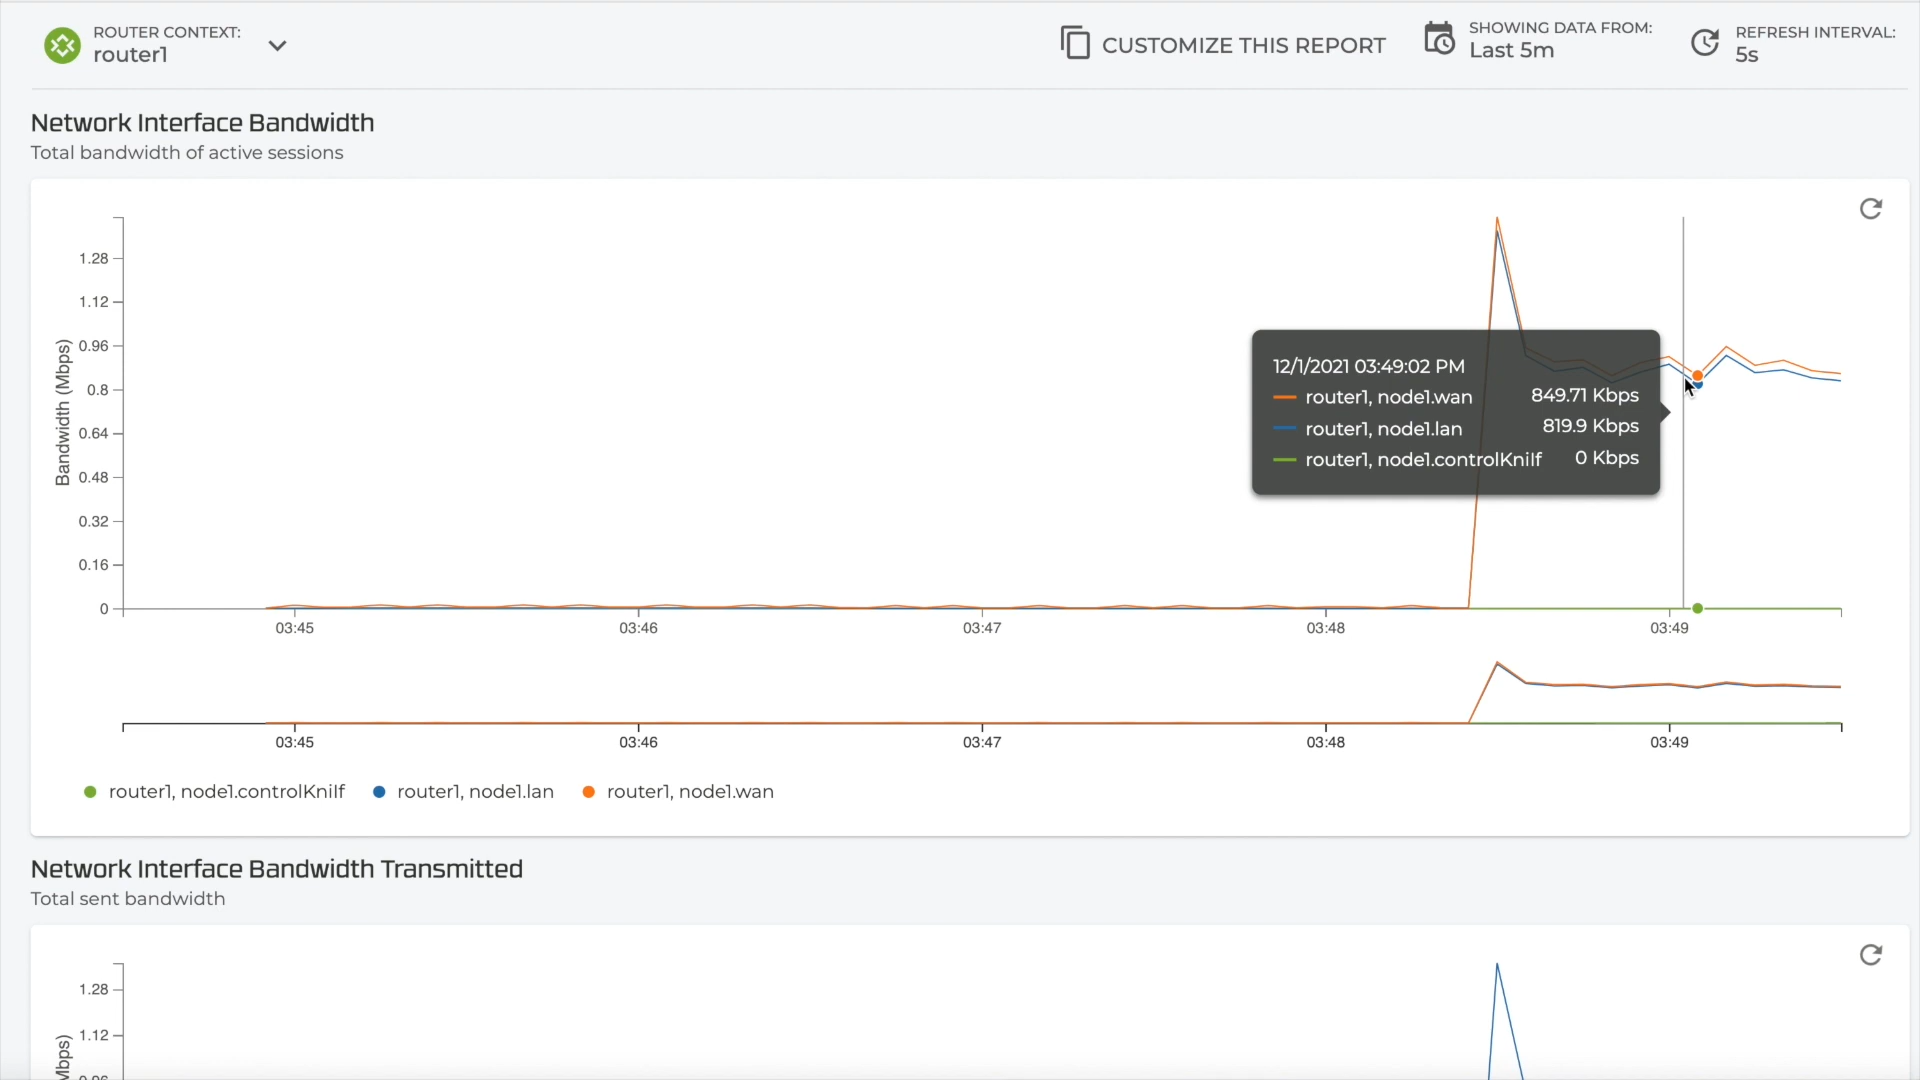 ROUTER CONTEXT:
router1
CUSTOMIZE THIS REPORT
SHOWING DATA FROM:
Last 5m
REFRESH INTERVAL:
5s
Network Interface Bandwidth
Total bandwidth of active sessions
Bandwidth (Mbps)
1.28
1.12
0.96
0.8
0.64
0.48
0.32
0.16
0
12/1/2021 03:49:02 PM
router1, node1.wan 849.71 Kbps
router1, node1.lan 819.9 Kbps
router1, node1.controlKniIf 0 Kbps
03:45 03:46 03:47 03:48 03:49
03:45 03:46 03:47 03:48 03:49
router1, node1.controlKniIf router1, node1.lan router1, node1.wan
Network Interface Bandwidth Transmitted
Total sent bandwidth
1.28
1.12
0.96
Mbps)